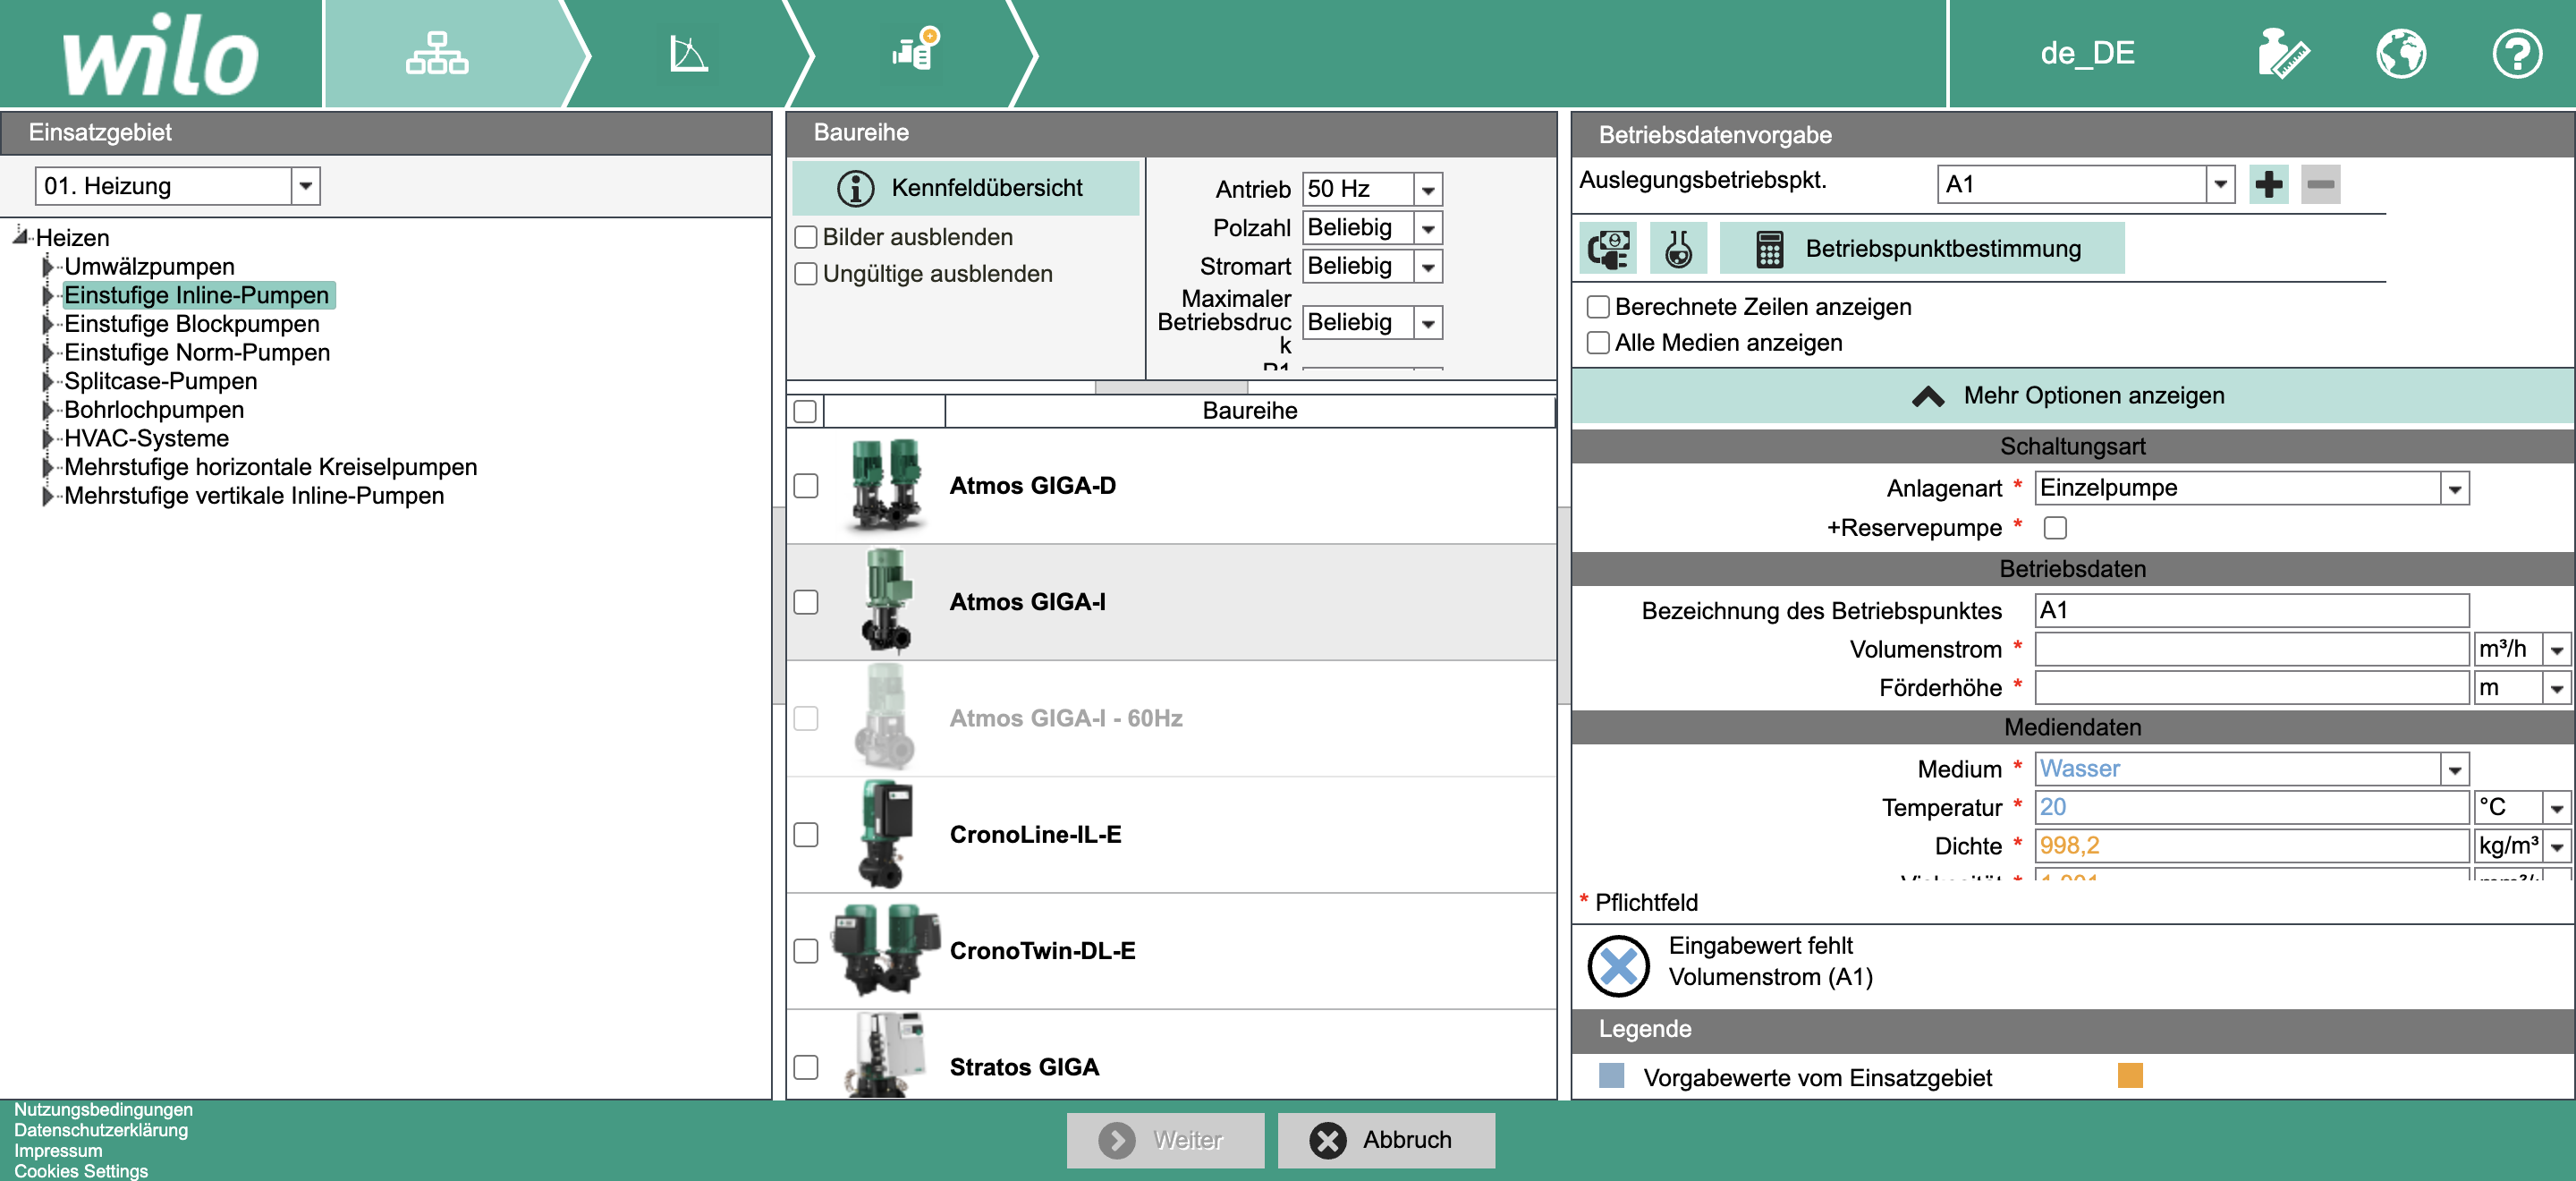 wilo
de_DE
Einsatzgebiet
01. Heizung
Heizen
Umwälzpumpen
Einstufige Inline-Pumpen
Einstufige Blockpumpen
Einstufige Norm-Pumpen
Splitcase-Pumpen
Bohrlochpumpen
HVAC-Systeme
Mehrstufige horizontale Kreiselpumpen
Mehrstufige vertikale Inline-Pumpen
Baureihe
Kennfeldübersicht
Bilder ausblenden
Ungültige ausblenden
Antrieb 50 Hz
Polzahl Beliebig
Stromart Beliebig
Maximaler
Betriebsdruc Beliebig
k
Baureihe
Atmos GIGA-D
Atmos GIGA-I
Atmos GIGA-I - 60Hz
CronoLine-IL-E
CronoTwin-DL-E
Stratos GIGA
Betriebsdatenvorgabe
Auslegungsbetriebspkt. A1
Betriebspunktbestimmung
Berechnete Zeilen anzeigen
Alle Medien anzeigen
Mehr Optionen anzeigen
Schaltungsart
Anlagenart * Einzelpumpe
+Reservepumpe *
Betriebsdaten
Bezeichnung des Betriebspunktes A1
Volumenstrom * m³/h
Förderhöhe * m
Mediendaten
Medium * Wasser
Temperatur * 20 °C
Dichte * 998,2 kg/m³
* Pflichtfeld
Eingabewert fehlt
Volumenstrom (A1)
Legende
Vorgabewerte vom Einsatzgebiet
Nutzungsbedingungen
Datenschutzerklärung
Impressum
Cookies Settings
Weiter
Abbruch